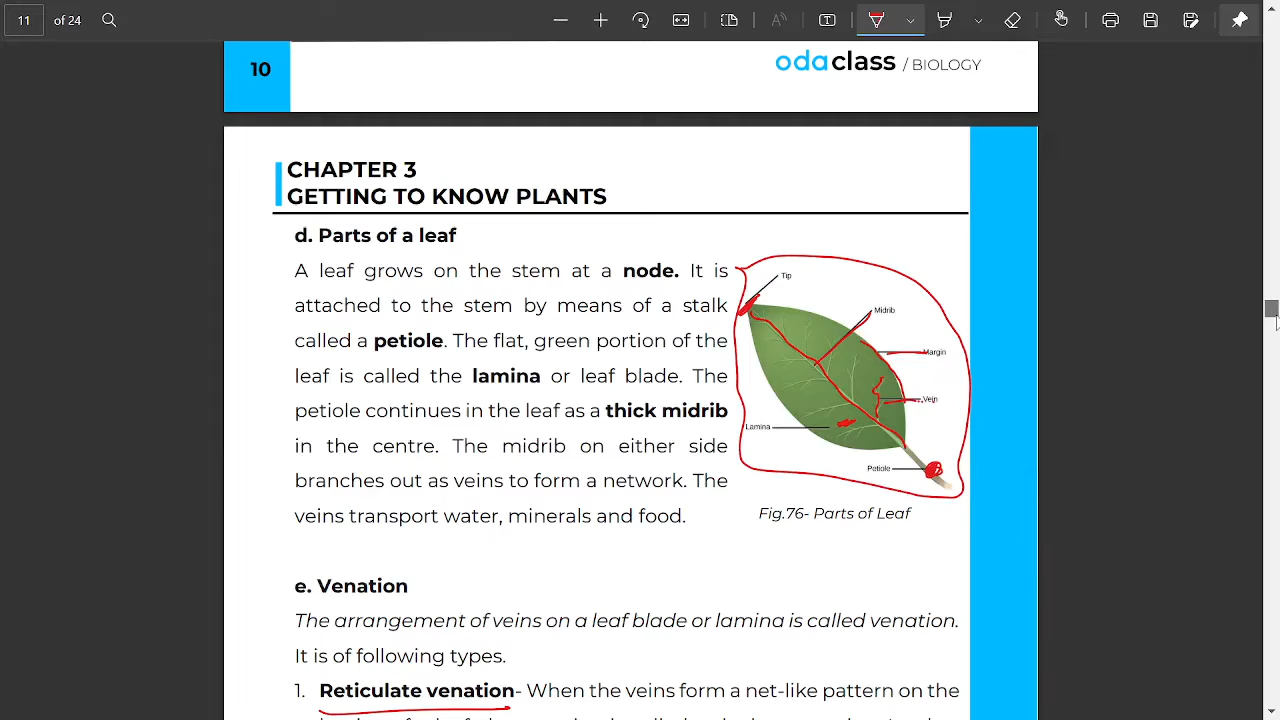 11 of 24
10
odaclass / BIOLOGY
CHAPTER 3
GETTING TO KNOW PLANTS
d. Parts of a leaf
A leaf grows on the stem at a node. It is
attached to the stem by means of a stalk
called a petiole. The flat, green portion of the
leaf is called the lamina or leaf blade. The
petiole continues in the leaf as a thick midrib
in the centre. The midrib on either side
branches out as veins to form a network. The
veins transport water, minerals and food.
Tip
Midrib
Margin
Vein
Lamina
Petiole
Fig.76- Parts of Leaf
e. Venation
The arrangement of veins on a leaf blade or lamina is called venation.
It is of following types.
1. Reticulate venation- When the veins form a net-like pattern on the